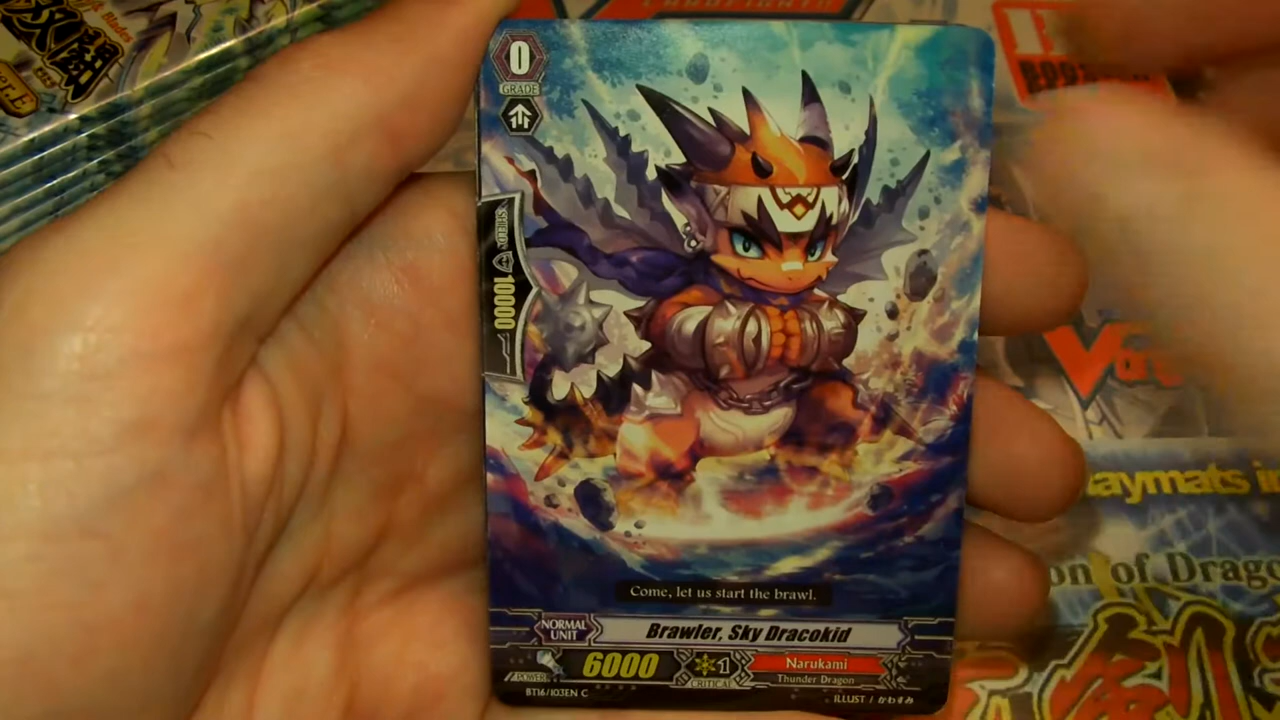 0
GRADE
SHIELD
10000
Come, let us start the brawl.
NORMAL
UNIT
Brawler, Sky Dracokid
POWER
6000
1
CRITICAL
Narukami
Thunder Dragon
BT16/103EN C
ILLUST / かわすみ
aymats in
on of Drago